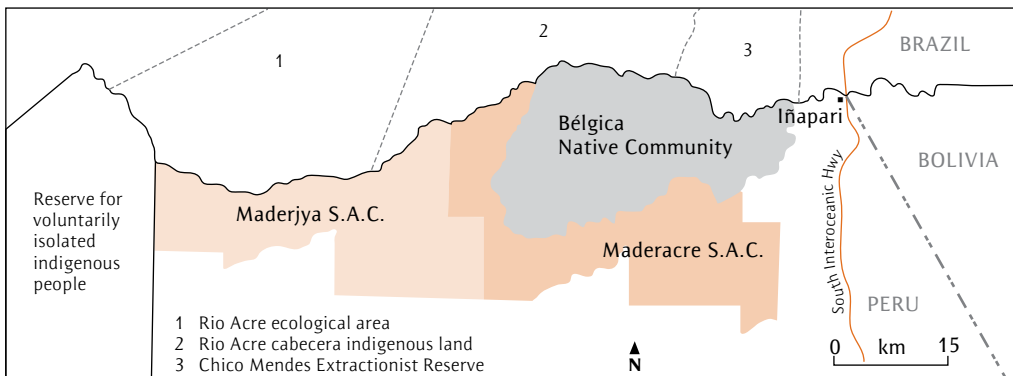 1
2
3
BRAZIL
Bélgica
Native Community
Iñapari
BOLIVIA
Reserve for
voluntarily
isolated
indigenous
people
Maderjya S.A.C.
Maderacre S.A.C.
South Interoceanic Hwy
PERU
1 Rio Acre ecological area
2 Rio Acre cabecera indigenous land
3 Chico Mendes Extractionist Reserve
N
0 km 15